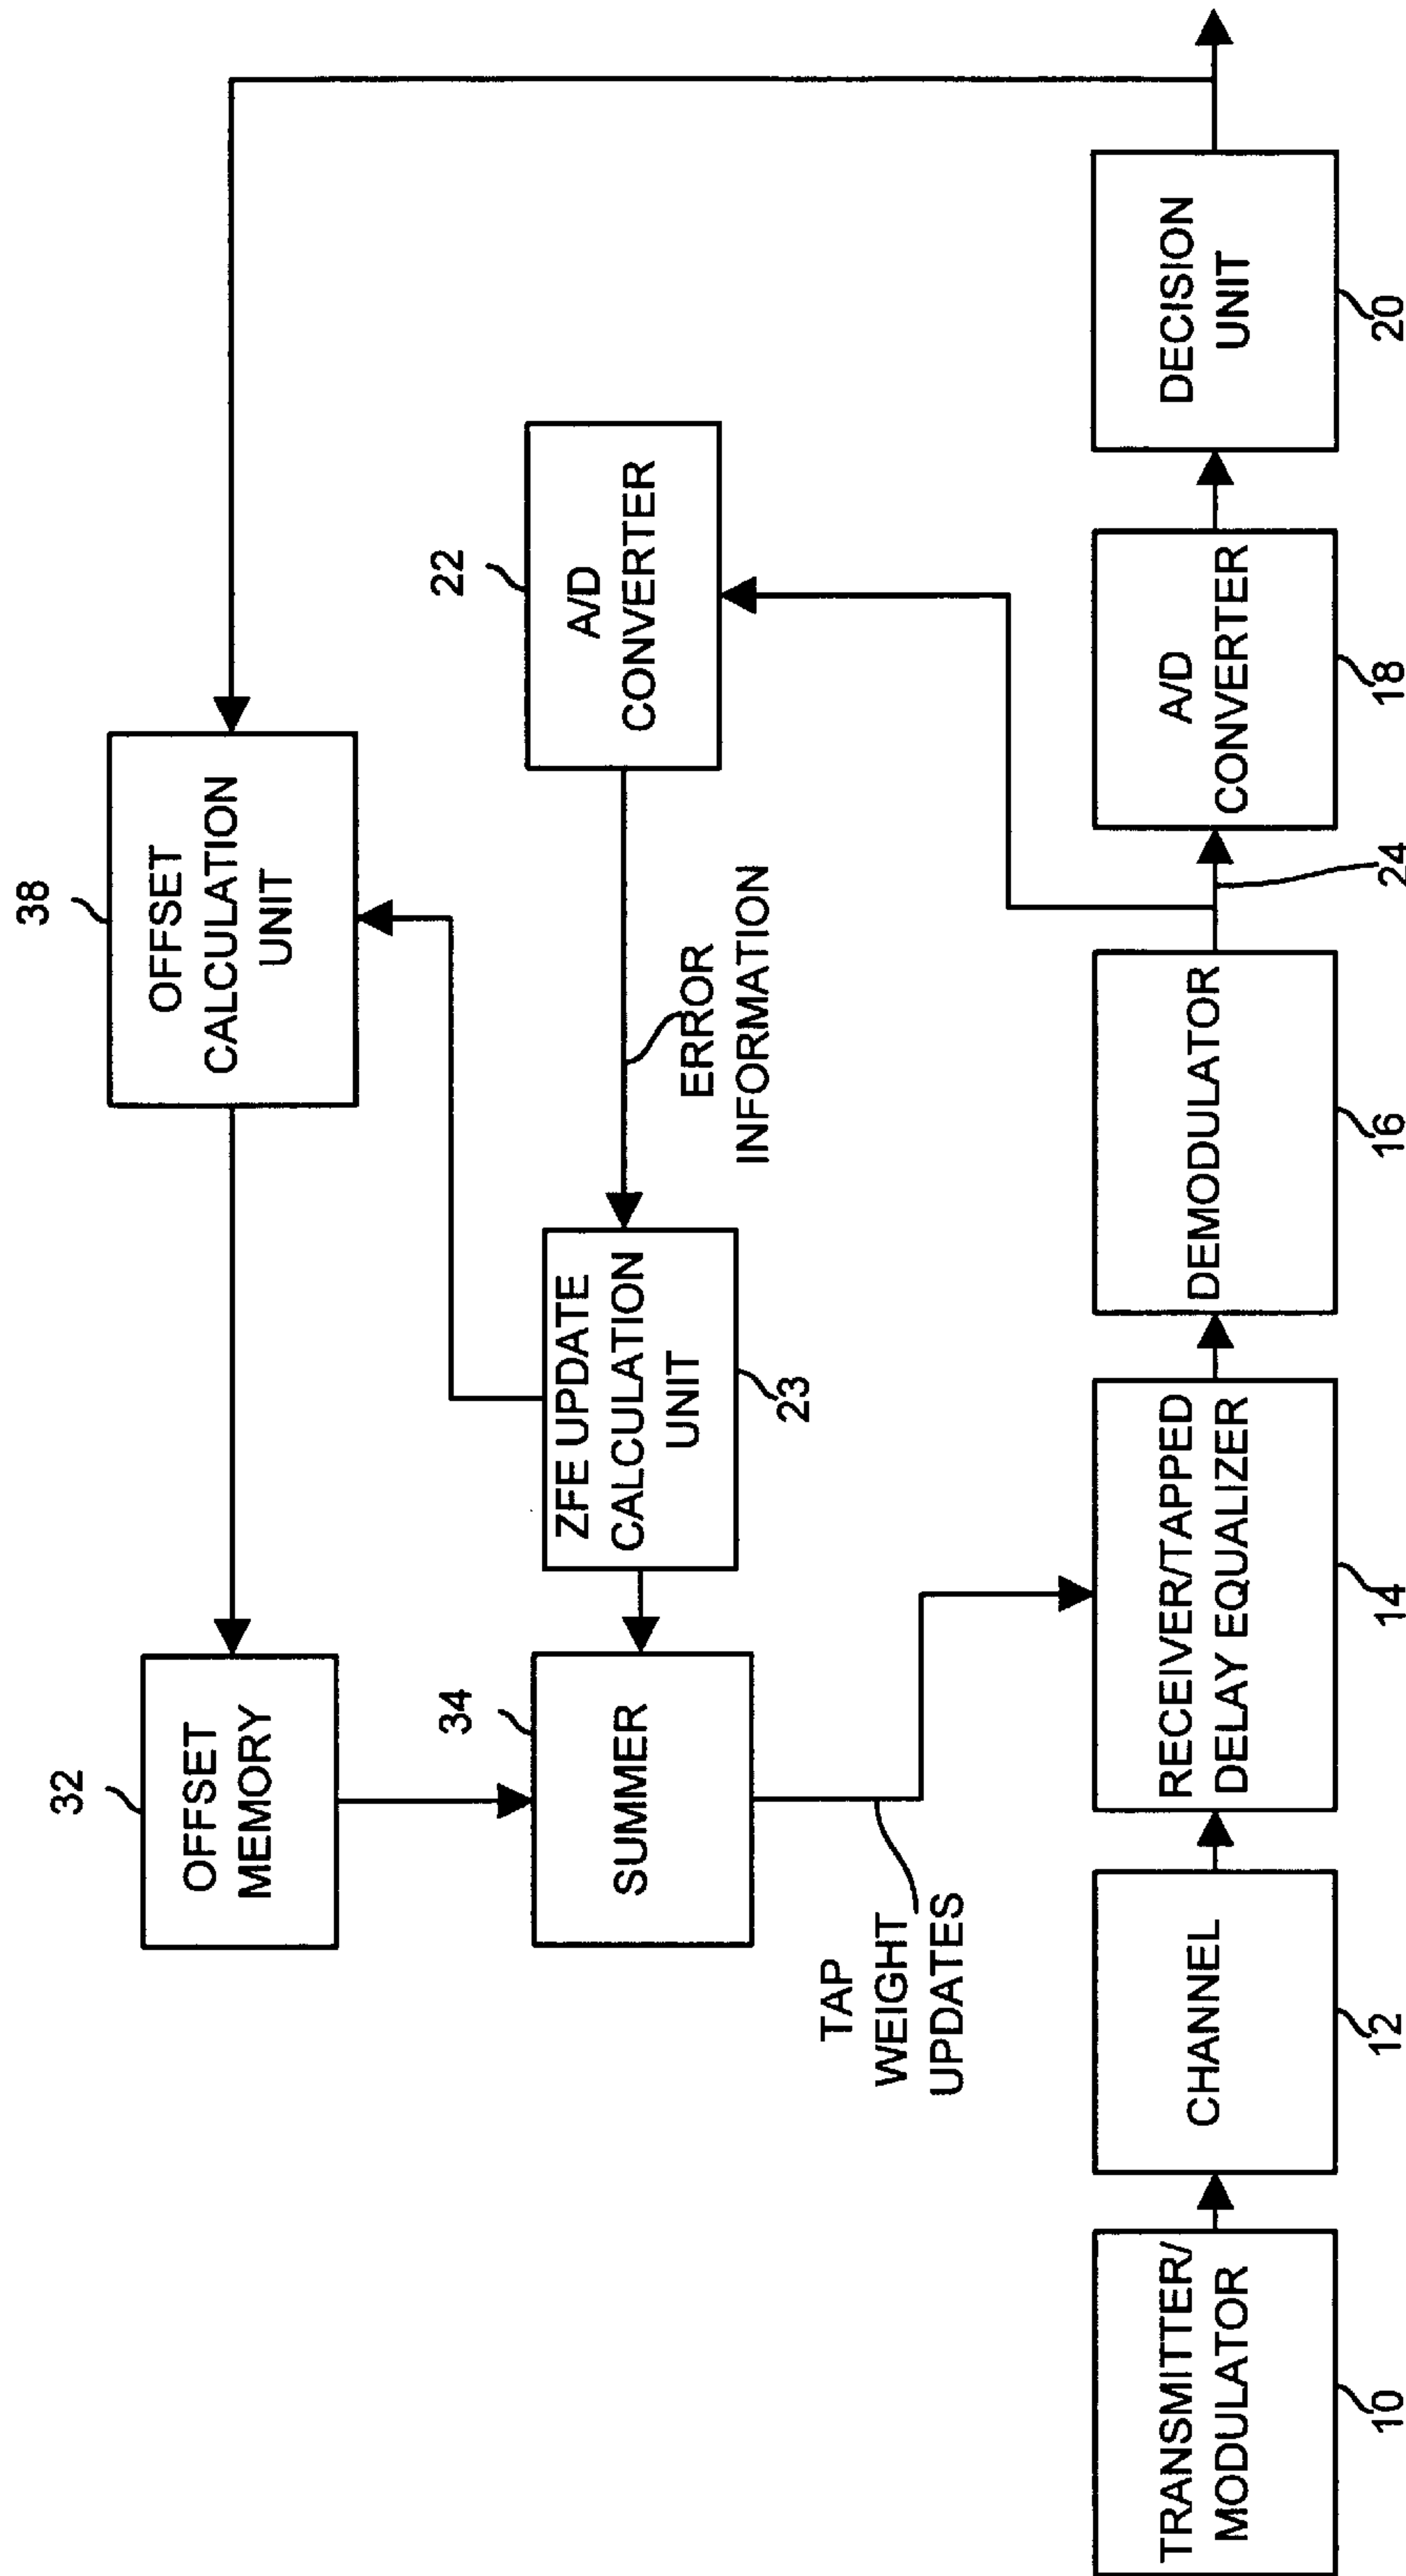 38
OFFSET
CALCULATION
UNIT
32
OFFSET
MEMORY
22
A/D
CONVERTER
ERROR
INFORMATION
ZFE UPDATE
CALCULATION
UNIT
23
34
SUMMER
TAP
WEIGHT
UPDATES
TRANSMITTER/
MODULATOR
10
CHANNEL
12
RECEIVER/TAPPED
DELAY EQUALIZER
14
DEMODULATOR
16
24
A/D
CONVERTER
18
DECISION
UNIT
20